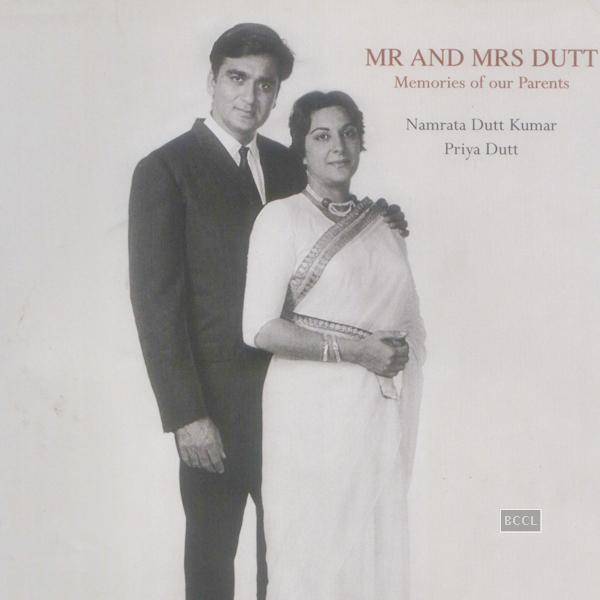 MR AND MRS DUTT
Memories of our Parents
Namrata Dutt Kumar
Priya Dutt
BCCL